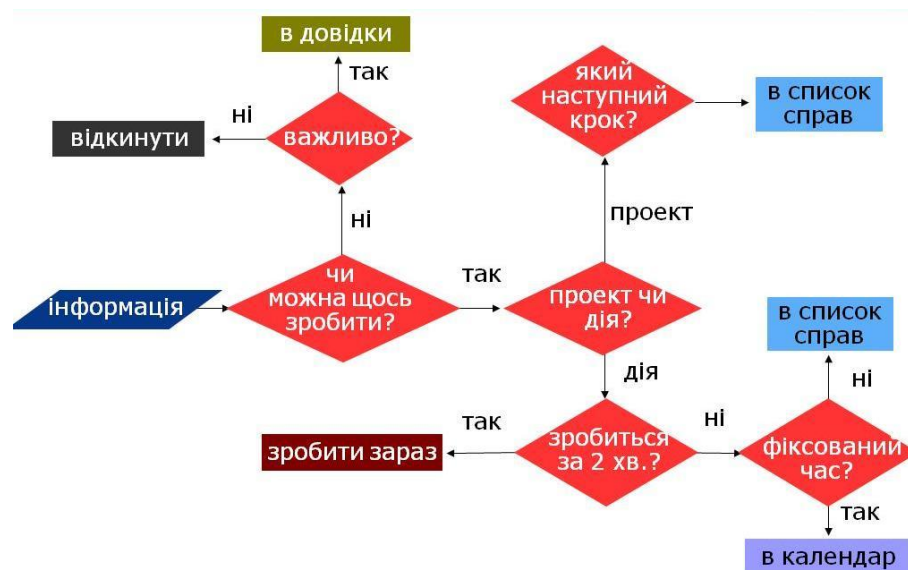 в довідки
так
ні
відкинути
важливо?
ні
який
наступний
крок?
в список
справ
проект
інформація
чи
можна щось
зробити?
так
проект чи
дія?
в список
справ
дія
ні
так
зробити зараз
зробиться
за 2 хв.?
ні
фіксований
час?
так
в календар